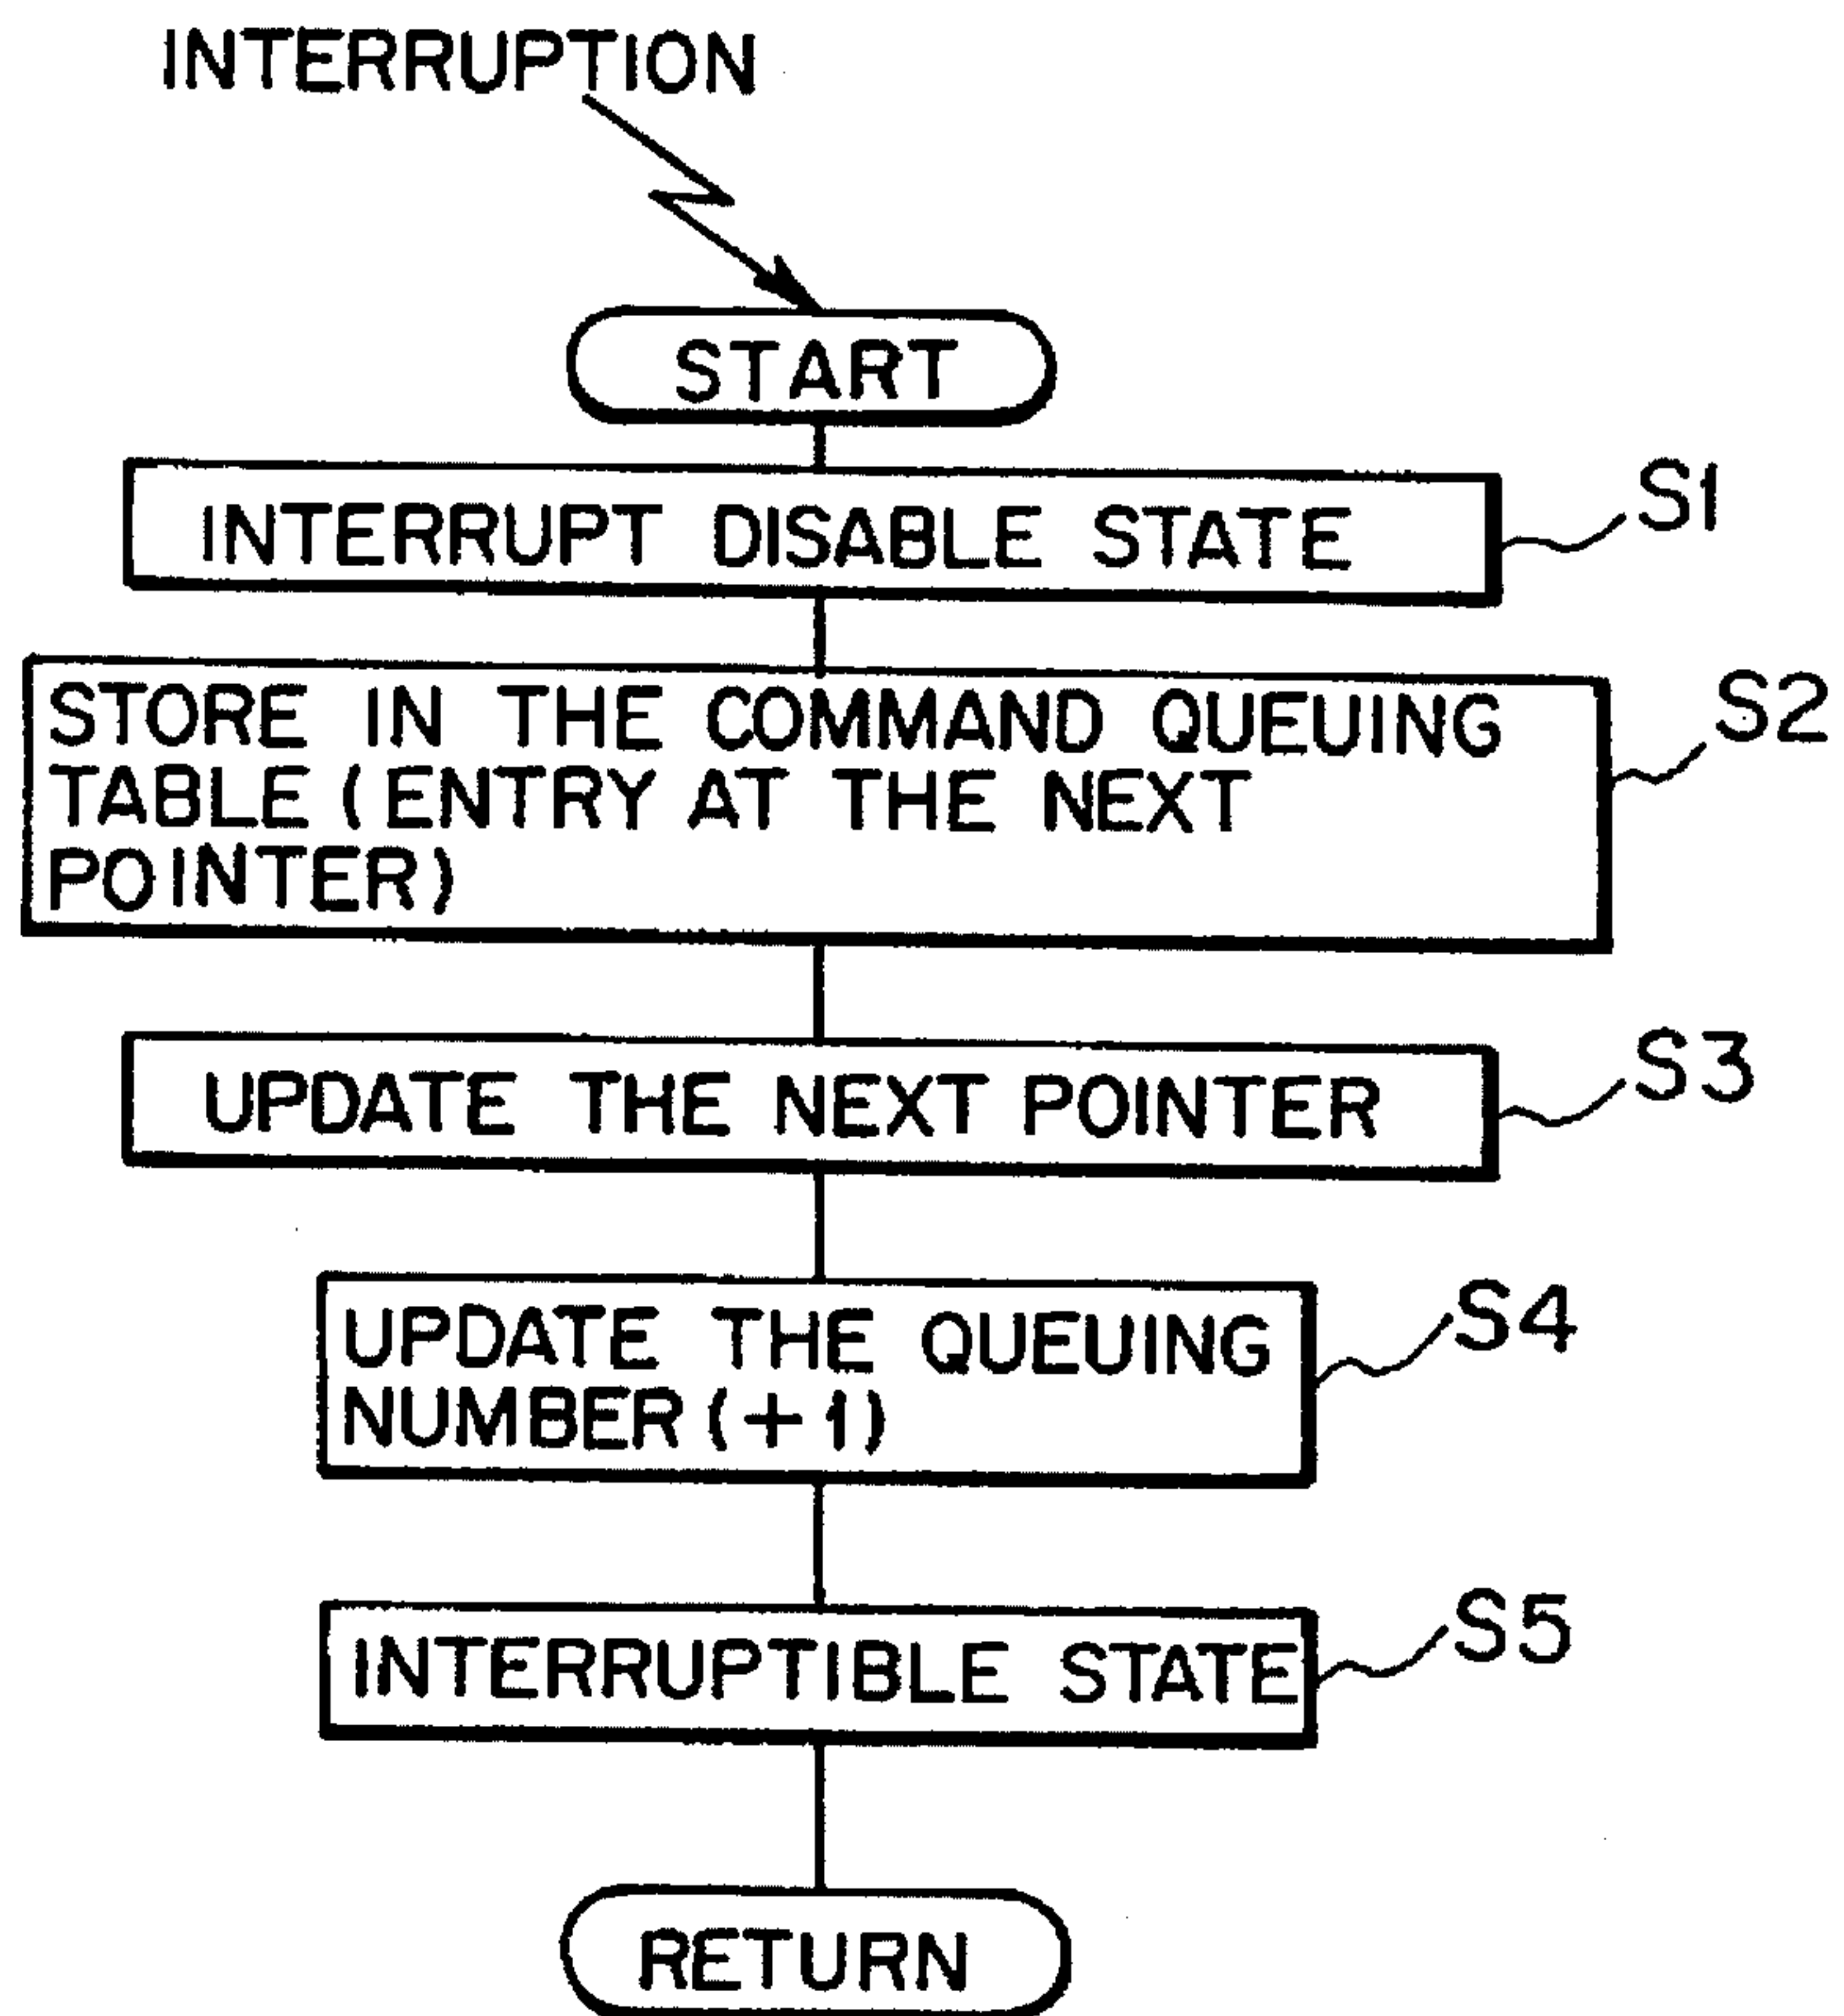 INTERRUPTION
START
INTERRUPT DISABLE STATE
S1
STORE IN THE COMMAND QUEUING
TABLE (ENTRY AT THE NEXT
POINTER)
S2
UPDATE THE NEXT POINTER
S3
UPDATE THE QUEUING
NUMBER (+1)
S4
INTERRUPTIBLE STATE
S5
RETURN